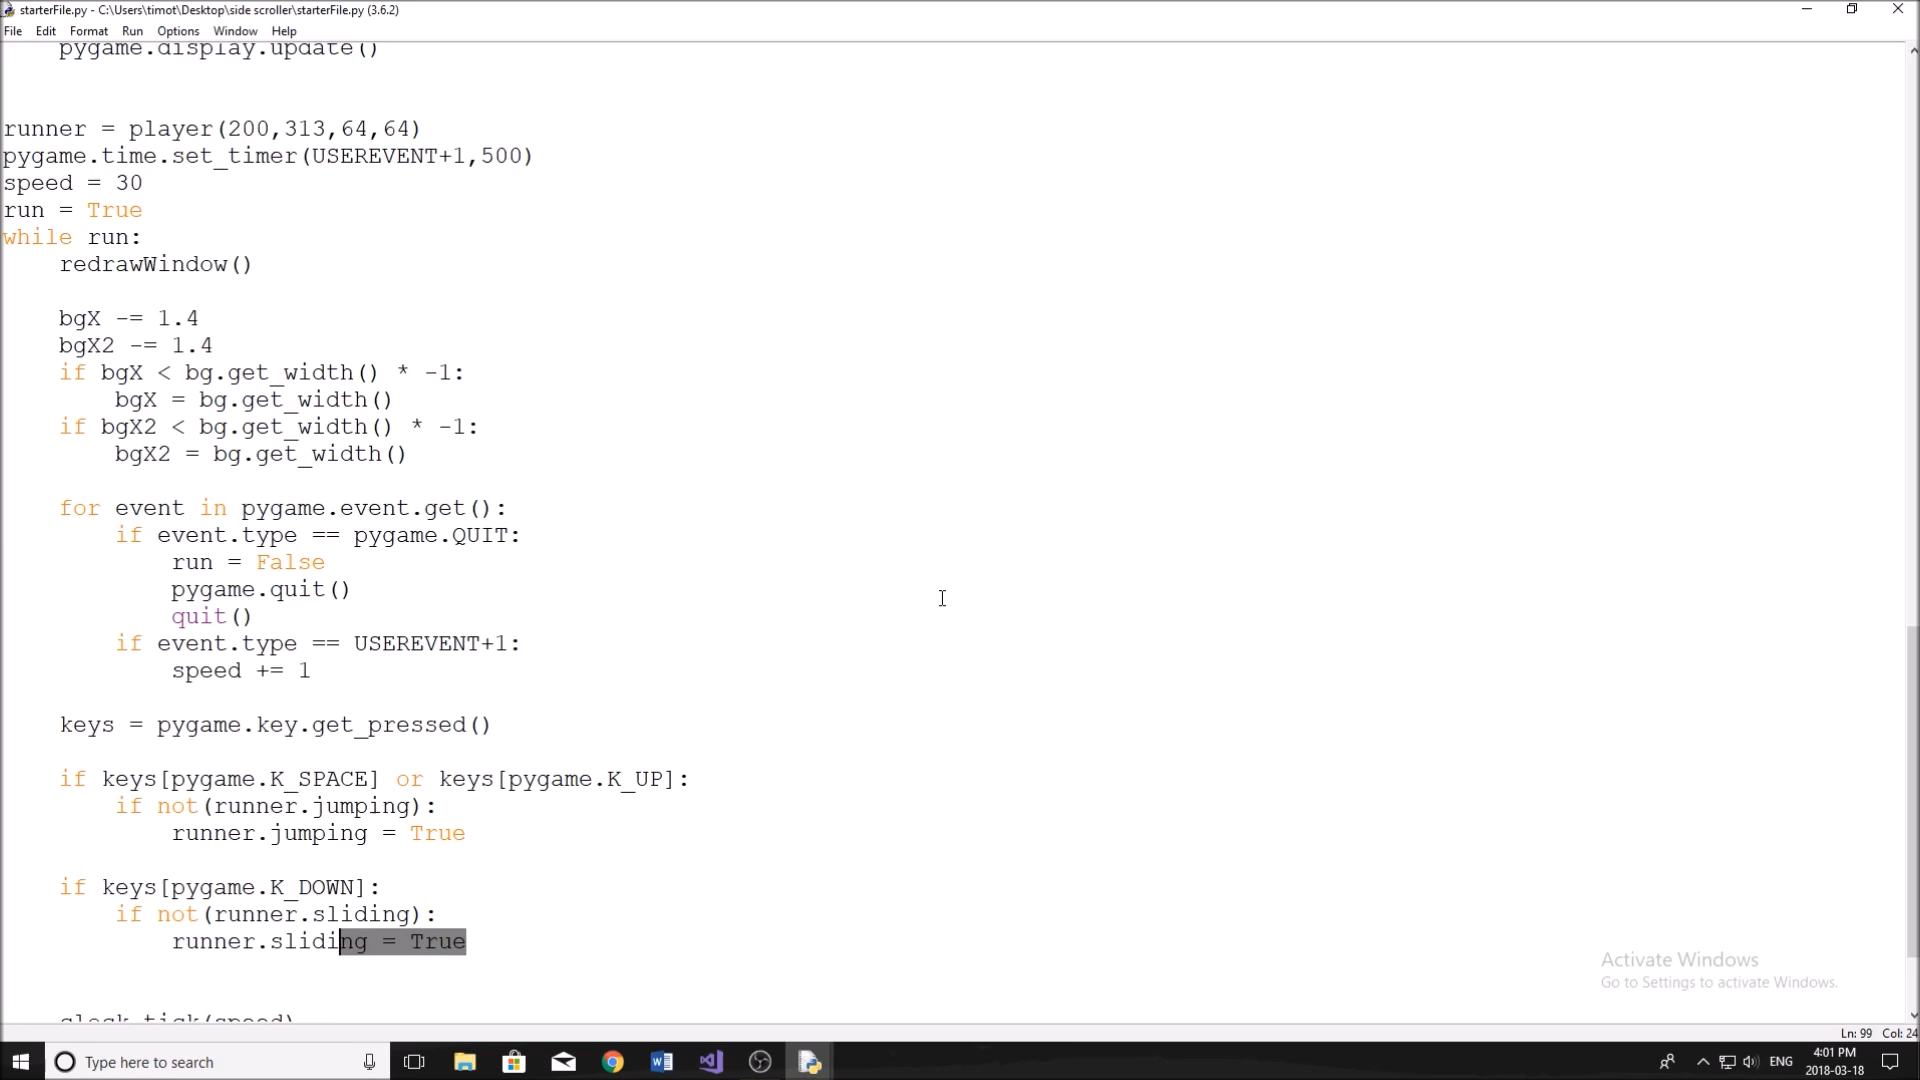 starterFile.py - C:\Users\timot\Desktop\side scroller\starterFile.py (3.6.2)
File Edit Format Run Options Window Help
pygame.display.update()
runner = player(200,313,64,64)
pygame.time.set_timer(USEREVENT+1,500)
speed = 30
run = True
while run:
    redrawWindow()
    bgX -= 1.4
    bgX2 -= 1.4
    if bgX < bg.get_width() * -1:
        bgX = bg.get_width()
    if bgX2 < bg.get_width() * -1:
        bgX2 = bg.get_width()
    for event in pygame.event.get():
        if event.type == pygame.QUIT:
            run = False
            pygame.quit()
            quit()
        if event.type == USEREVENT+1:
            speed += 1
    keys = pygame.key.get_pressed()
    if keys[pygame.K_SPACE] or keys[pygame.K_UP]:
        if not(runner.jumping):
            runner.jumping = True
    if keys[pygame.K_DOWN]:
        if not(runner.sliding):
            runner.sliding = True
    clock.tick(speed)
Activate Windows
Go to Settings to activate Windows.
Ln: 99 Col: 24
Type here to search
ENG
4:01 PM
2018-03-18